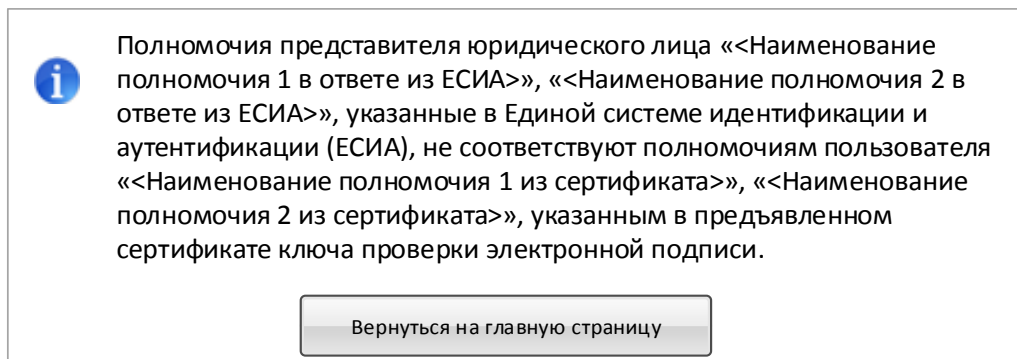 Полномочия представителя юридического лица «<Наименование
полномочия 1 в ответе из ЕСИА>», «<Наименование полномочия 2 в
ответе из ЕСИА>», указанные в Единой системе идентификации и
аутентификации (ЕСИА), не соответствуют полномочиям пользователя
«<Наименование полномочия 1 из сертификата>», «<Наименование
полномочия 2 из сертификата>», указанным в предъявленном
сертификате ключа проверки электронной подписи.
Вернуться на главную страницу